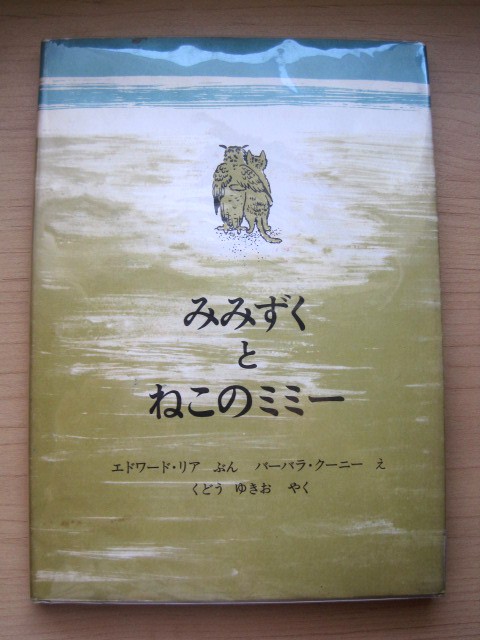 みみずく
と
ねこのミミー
エドワード・リア ぶん バーバラ・クーニー え
くどう ゆきお やく